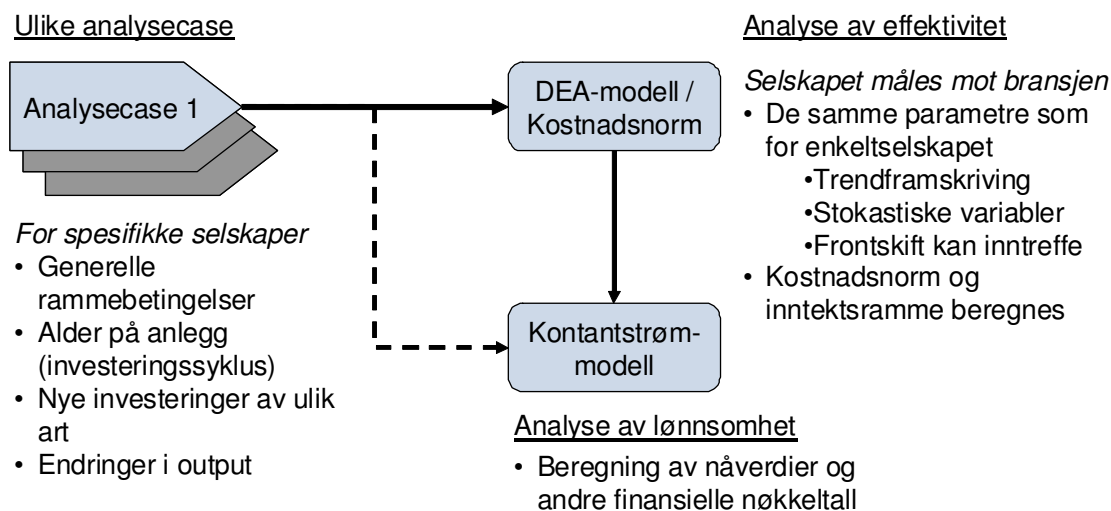 Ulike analysecase
Analysecase 1
For spesifikke selskaper
• Generelle
rammebetingelser
• Alder på anlegg
(investeringssyklus)
• Nye investeringer av ulik
art
• Endringer i output
DEA-modell /
Kostnadsnorm
Kontantstrøm-
modell
Analyse av lønnsomhet
• Beregning av nåverdier og
andre finansielle nøkkeltall
Analyse av effektivitet
Selskapet måles mot bransjen
• De samme parametre som
for enkeltselskapet
•Trendframskriving
•Stokastiske variabler
•Frontskift kan inntreffe
• Kostnadsnorm og
inntektsramme beregnes